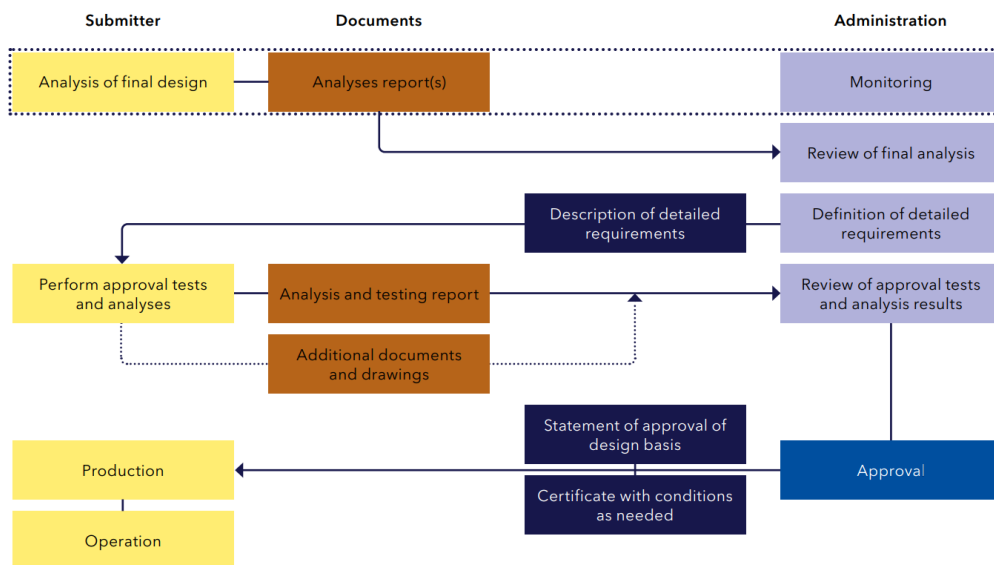 Submitter
Documents
Administration
Analysis of final design
Analyses report(s)
Monitoring
Review of final analysis
Description of detailed
requirements
Definition of detailed
requirements
Perform approval tests
and analyses
Analysis and testing report
Review of approval tests
and analysis results
Additional documents
and drawings
Statement of approval of
design basis
Production
Approval
Certificate with conditions
as needed
Operation